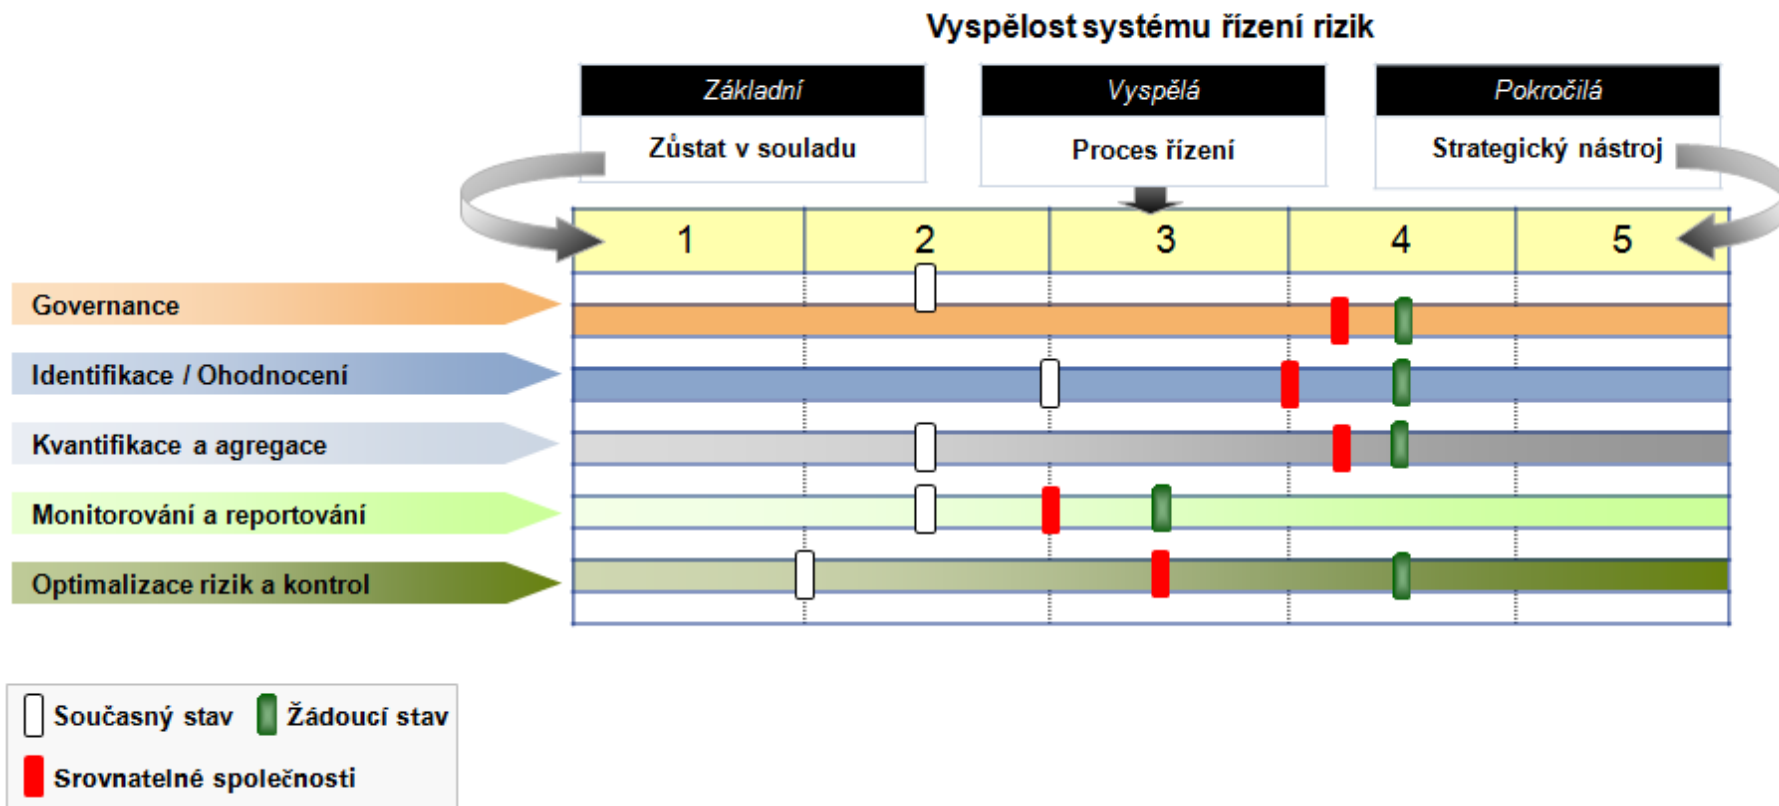 Vyspělost systému řízení rizik
Základní
Vyspělá
Pokročilá
Zůstat v souladu
Proces řízení
Strategický nástroj
1 2 3 4 5
Governance
Identifikace / Ohodnocení
Kvantifikace a agregace
Monitorování a reportování
Optimalizace rizik a kontrol
Současný stav
Žádoucí stav
Srovnatelné společnosti